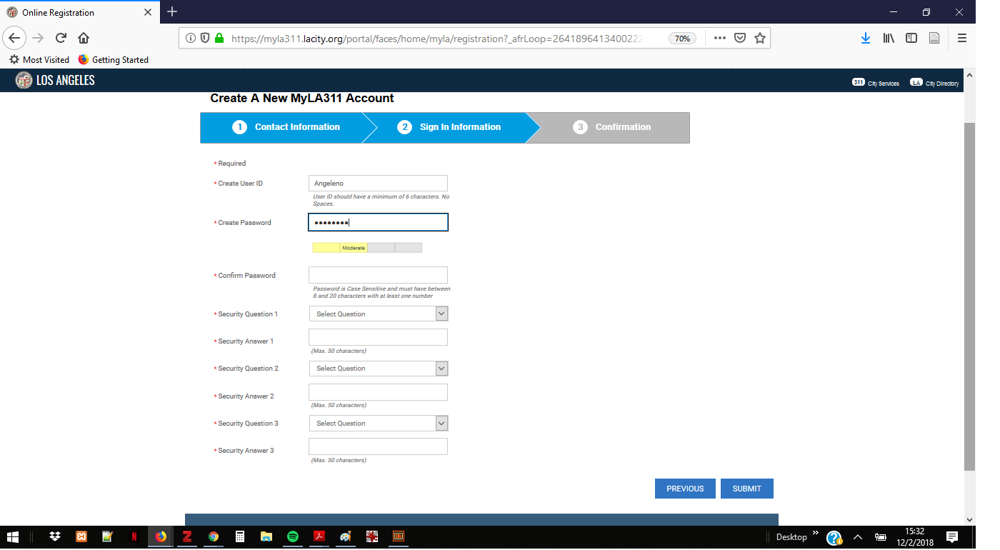 Online Registration
https://myla311.lacity.org/portal/faces/home/myla/registration?_afrLoop=2641896413400222
70%
Most Visited
Getting Started
LOS ANGELES
311 City Services
LA City Directory
Create A New MyLA311 Account
1 Contact Information
2 Sign In Information
3 Confirmation
* Required
* Create User ID
Angeleno
User ID should have a minimum of 6 characters. No
Spaces.
* Create Password
••••••••
Moderate
* Confirm Password
Password is Case Sensitive and must have between
8 and 20 characters with at least one number
* Security Question 1
Select Question
* Security Answer 1
(Max. 50 characters)
* Security Question 2
Select Question
* Security Answer 2
(Max. 50 characters)
* Security Question 3
Select Question
* Security Answer 3
(Max. 50 characters)
PREVIOUS
SUBMIT
Desktop
15:32
12/2/2018